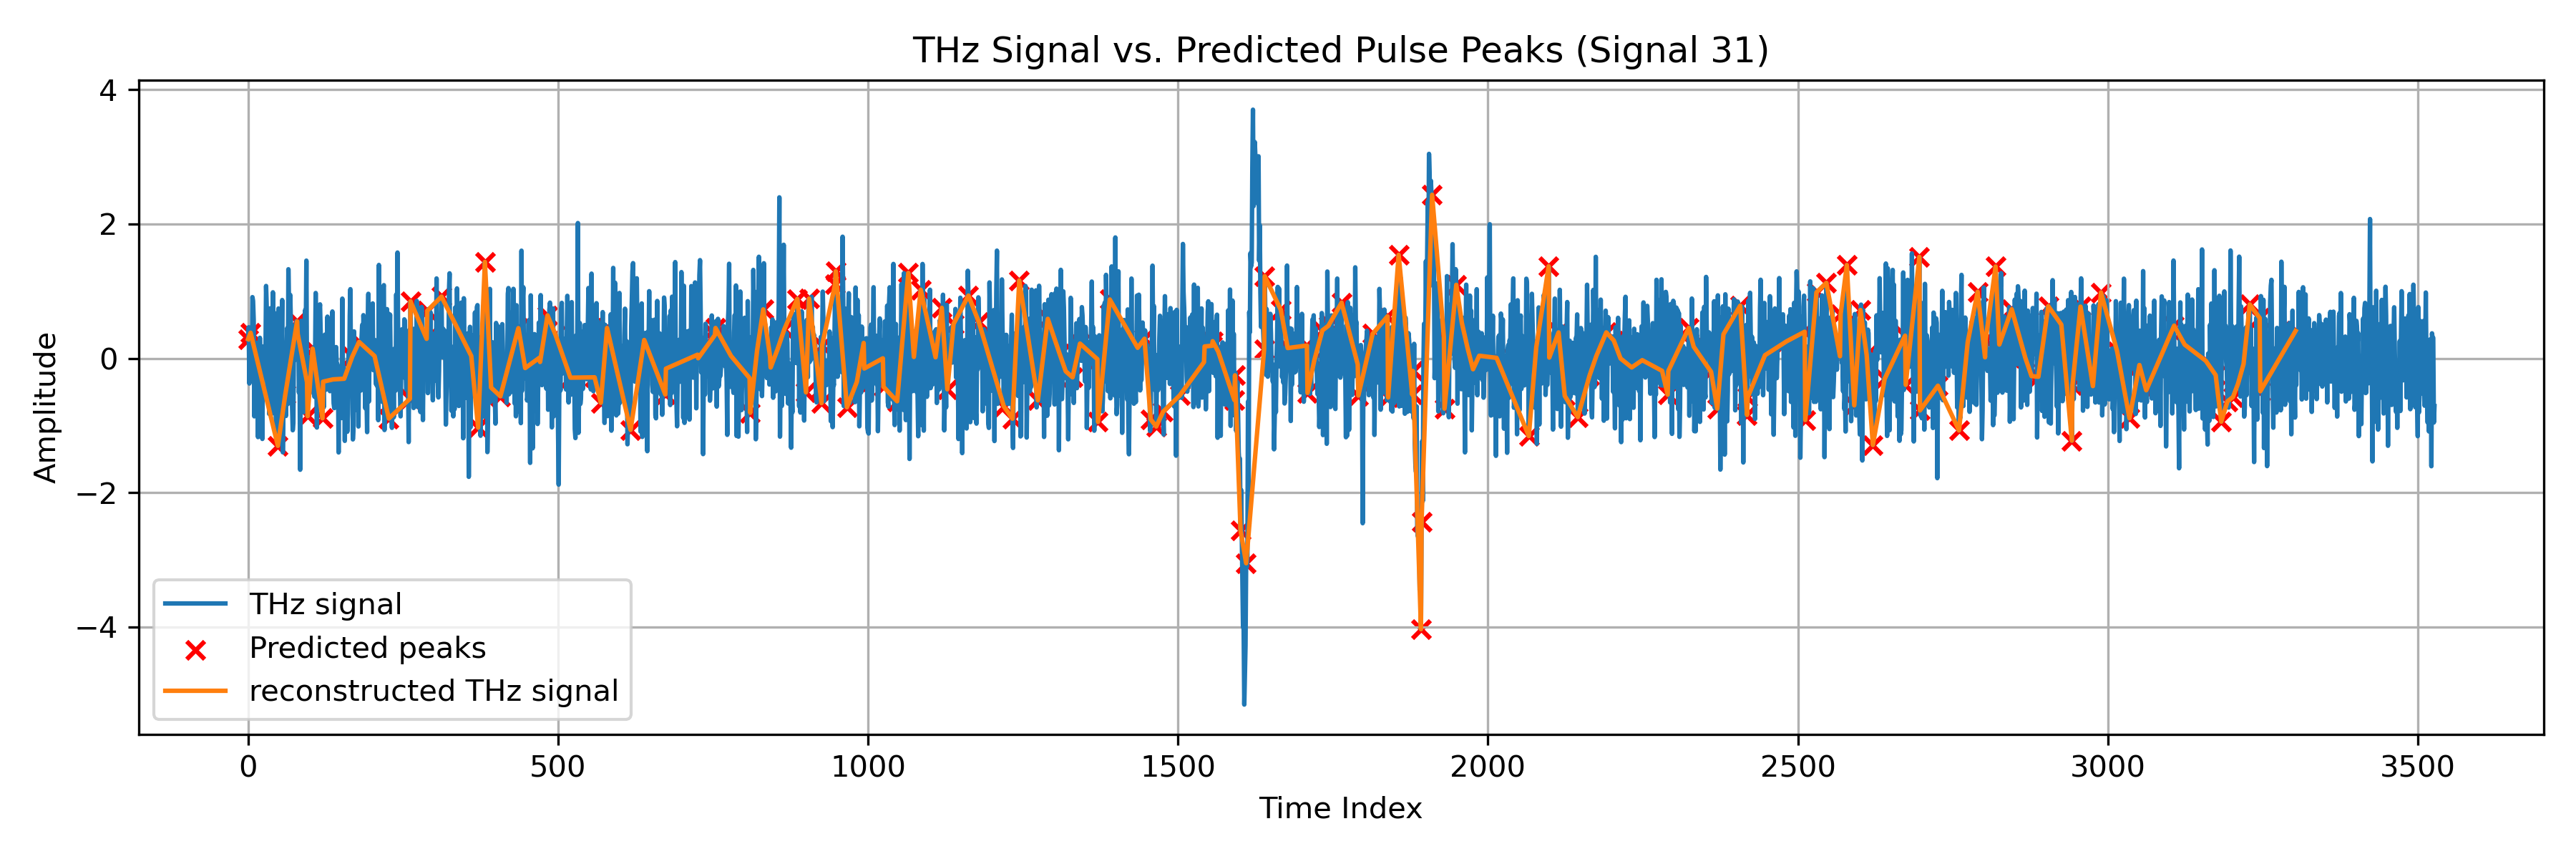 THz Signal vs. Predicted Pulse Peaks (Signal 31)
Amplitude
4
2
0
−2
−4
THz signal
Predicted peaks
reconstructed THz signal
0 500 1000 1500 2000 2500 3000 3500
Time Index